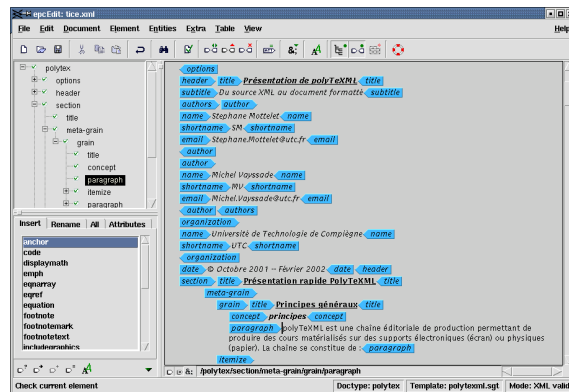 epcEdit: tice.xml
File Edit Document Element Entities Extra Table View Help
polytex
options
header
section
title
meta-grain
grain
title
concept
paragraph
itemize
paragraph
Insert Rename All Attributes
anchor
code
displaymath
emph
eqnarray
eqref
equation
footnote
footnotemark
footnotetext
includegraphics
options
header title Présentation de polyTeXML title
subtitle Du source XML au document formatté subtitle
authors author
name Stephane Mottelet name
shortname SM shortname
email Stephane.Mottelet@utc.fr email
author
author
name Michel Vayssade name
shortname MV shortname
email Michel.Vayssade@utc.fr email
author authors
organization
name Université de Technologie de Compiègne name
shortname UTC shortname
organization
date © Octobre 2001 – Février 2002 date header
section title Présentation rapide PolyTeXML title
meta-grain
grain title Principes généraux title
concept principes concept
paragraph polyTeXML est une chaîne éditoriale de production permettant de
produire des cours matérialisés sur des supports électroniques (écran) ou physiques
(papier). La chaîne se constitue de : paragraph
itemize
/polytex/section/meta-grain/grain/paragraph
Check current element Doctype: polytex Template: polytexml.sgt Mode: XML valid